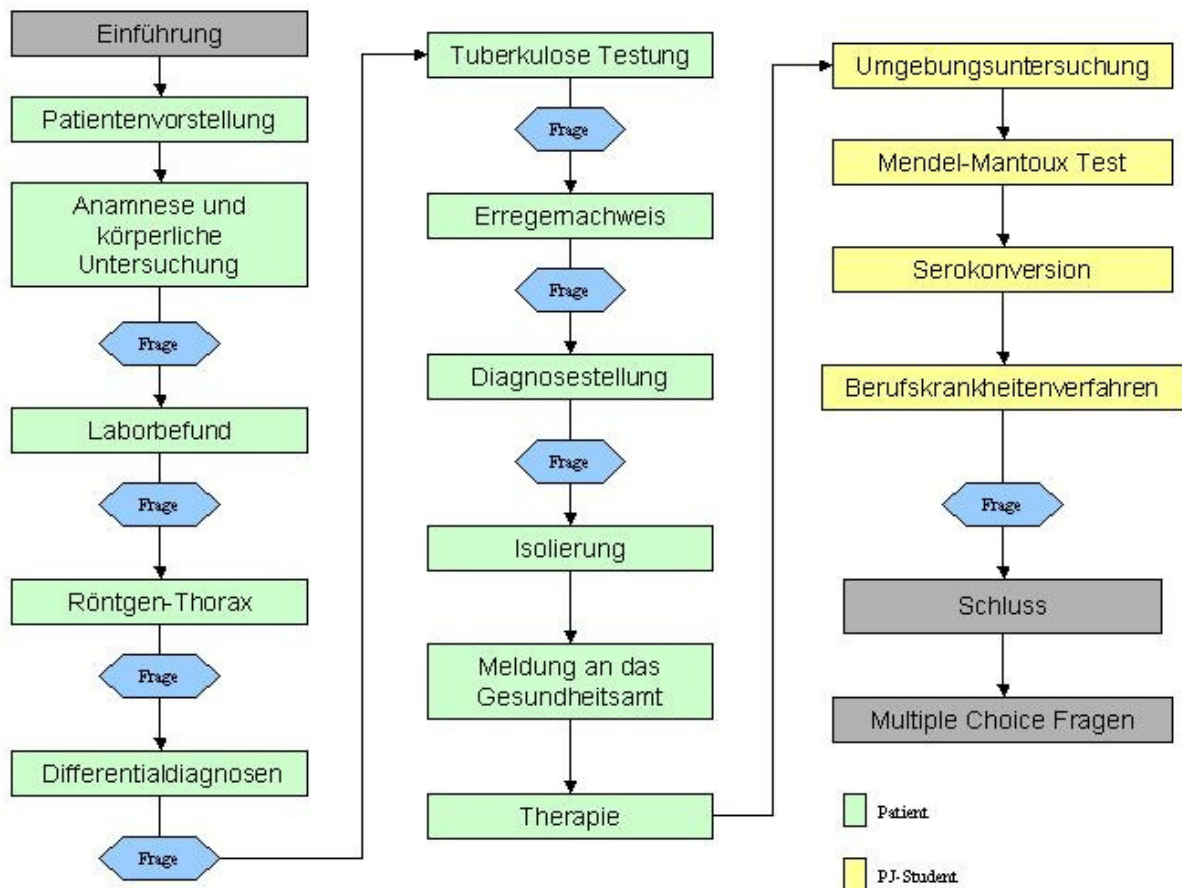 Einführung
Patientenvorstellung
Anamnese und
körperliche
Untersuchung
Frage
Laborbefund
Frage
Röntgen-Thorax
Frage
Differentialdiagnosen
Frage
Tuberkulose Testung
Frage
Erregernachweis
Frage
Diagnosestellung
Frage
Isolierung
Meldung an das
Gesundheitsamt
Therapie
Umgebungsuntersuchung
Mendel-Mantoux Test
Serokonversion
Berufskrankheitenverfahren
Frage
Schluss
Multiple Choice Fragen
Patient
PJ-Student